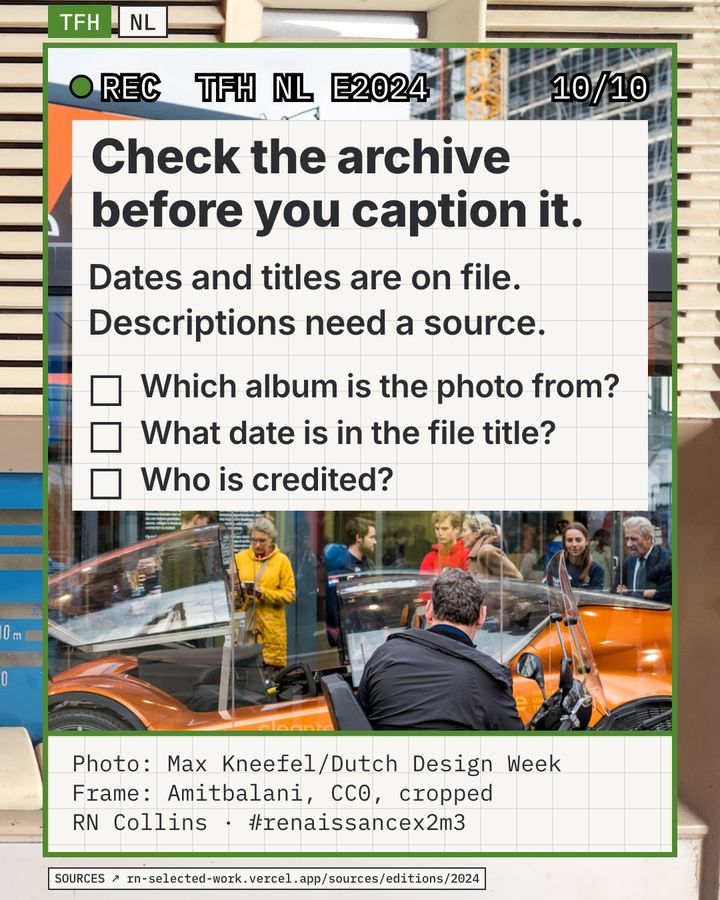 TFH NL
REC TFH NL E2024 10/10
Check the archive
before you caption it.
Dates and titles are on file.
Descriptions need a source.
Which album is the photo from?
What date is in the file title?
Who is credited?
cleante
Photo: Max Kneefel/Dutch Design Week
Frame: Amitbalani, CC0, cropped
RN Collins · #renaissancex2m3
SOURCES ↗ rn-selected-work.vercel.app/sources/editions/2024